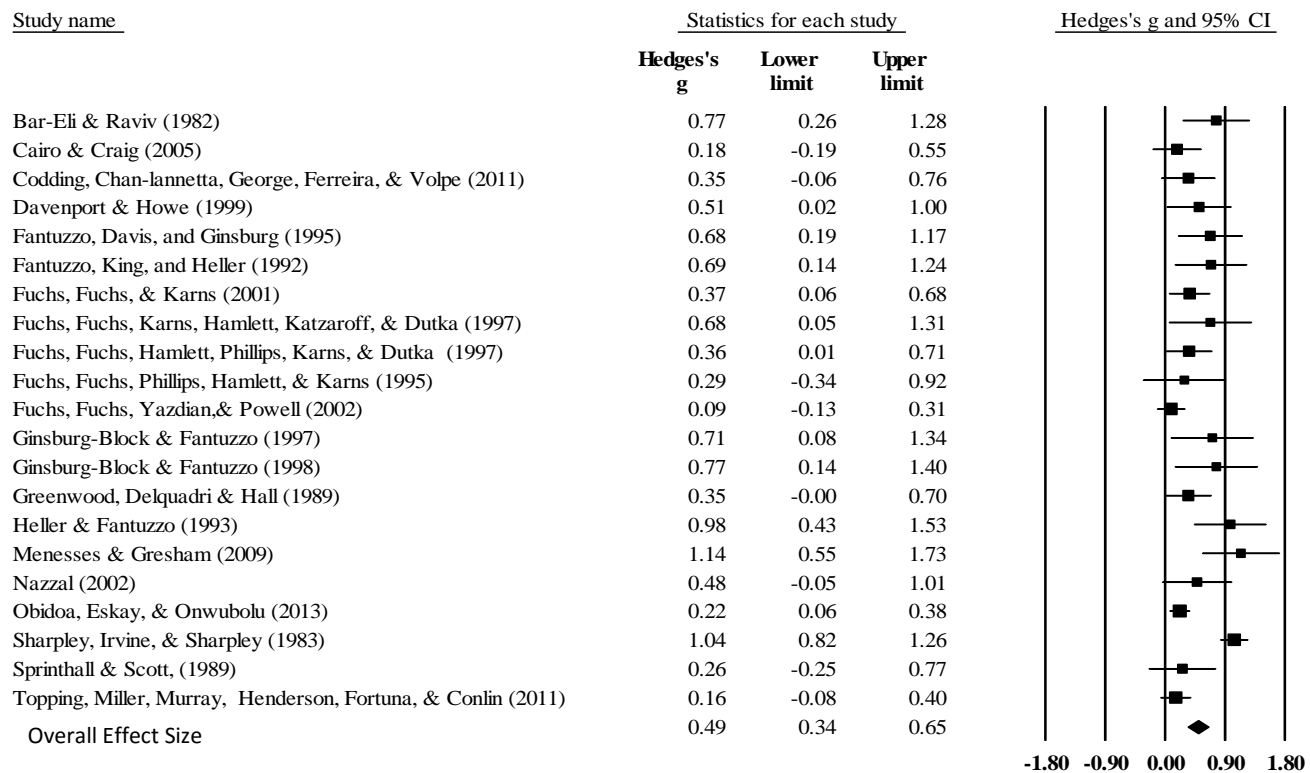 Study name Statistics for each study Hedges's g and 95% CI
Hedges's Lower Upper
g limit limit
Bar-Eli & Raviv (1982) 0.77 0.26 1.28
Cairo & Craig (2005) 0.18 -0.19 0.55
Codding, Chan-Iannetta, George, Ferreira, & Volpe (2011) 0.35 -0.06 0.76
Davenport & Howe (1999) 0.51 0.02 1.00
Fantuzzo, Davis, and Ginsburg (1995) 0.68 0.19 1.17
Fantuzzo, King, and Heller (1992) 0.69 0.14 1.24
Fuchs, Fuchs, & Karns (2001) 0.37 0.06 0.68
Fuchs, Fuchs, Karns, Hamlett, Katzaroff, & Dutka (1997) 0.68 0.05 1.31
Fuchs, Fuchs, Hamlett, Phillips, Karns, & Dutka (1997) 0.36 0.01 0.71
Fuchs, Fuchs, Phillips, Hamlett, & Karns (1995) 0.29 -0.34 0.92
Fuchs, Fuchs, Yazdian,& Powell (2002) 0.09 -0.13 0.31
Ginsburg-Block & Fantuzzo (1997) 0.71 0.08 1.34
Ginsburg-Block & Fantuzzo (1998) 0.77 0.14 1.40
Greenwood, Delquadri & Hall (1989) 0.35 -0.00 0.70
Heller & Fantuzzo (1993) 0.98 0.43 1.53
Menesses & Gresham (2009) 1.14 0.55 1.73
Nazzal (2002) 0.48 -0.05 1.01
Obidoa, Eskay, & Onwubolu (2013) 0.22 0.06 0.38
Sharpley, Irvine, & Sharpley (1983) 1.04 0.82 1.26
Sprinthall & Scott, (1989) 0.26 -0.25 0.77
Topping, Miller, Murray, Henderson, Fortuna, & Conlin (2011) 0.16 -0.08 0.40
Overall Effect Size 0.49 0.34 0.65
-1.80 -0.90 0.00 0.90 1.80